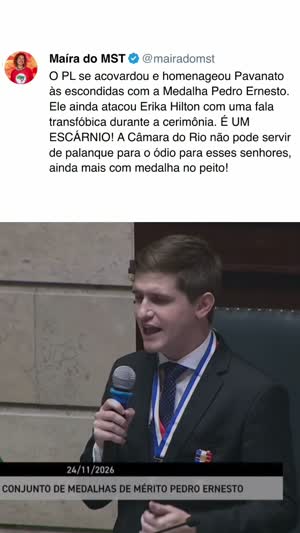 Maíra do MST @mairadomst
O PL se acovardou e homenageou Pavanato
às escondidas com a Medalha Pedro Ernesto.
Ele ainda atacou Erika Hilton com uma fala
transfóbica durante a cerimônia. É UM
ESCÁRNIO! A Câmara do Rio não pode servir
de palanque para o ódio para esses senhores,
ainda mais com medalha no peito!
24/11/2026
CONJUNTO DE MEDALHAS DE MÉRITO PEDRO ERNESTO